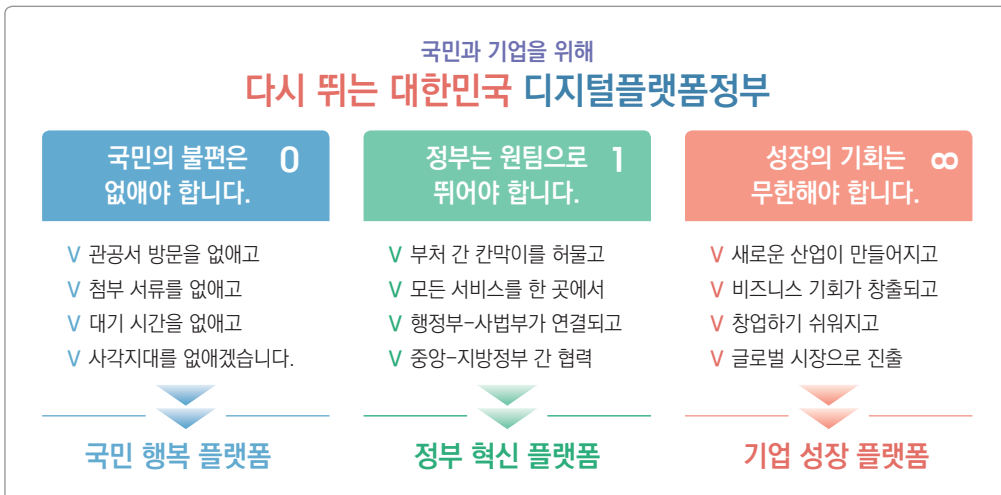 국민과 기업을 위해
다시 뛰는 대한민국 디지털플랫폼정부
국민의 불편은 0
없애야 합니다.
V 관공서 방문을 없애고
V 첨부 서류를 없애고
V 대기 시간을 없애고
V 사각지대를 없애겠습니다.
국민 행복 플랫폼
정부는 원팀으로 1
뛰어야 합니다.
V 부처 간 칸막이를 허물고
V 모든 서비스를 한 곳에서
V 행정부-사법부가 연결되고
V 중앙-지방정부 간 협력
정부 혁신 플랫폼
성장의 기회는 ∞
무한해야 합니다.
V 새로운 산업이 만들어지고
V 비즈니스 기회가 창출되고
V 창업하기 쉬워지고
V 글로벌 시장으로 진출
기업 성장 플랫폼